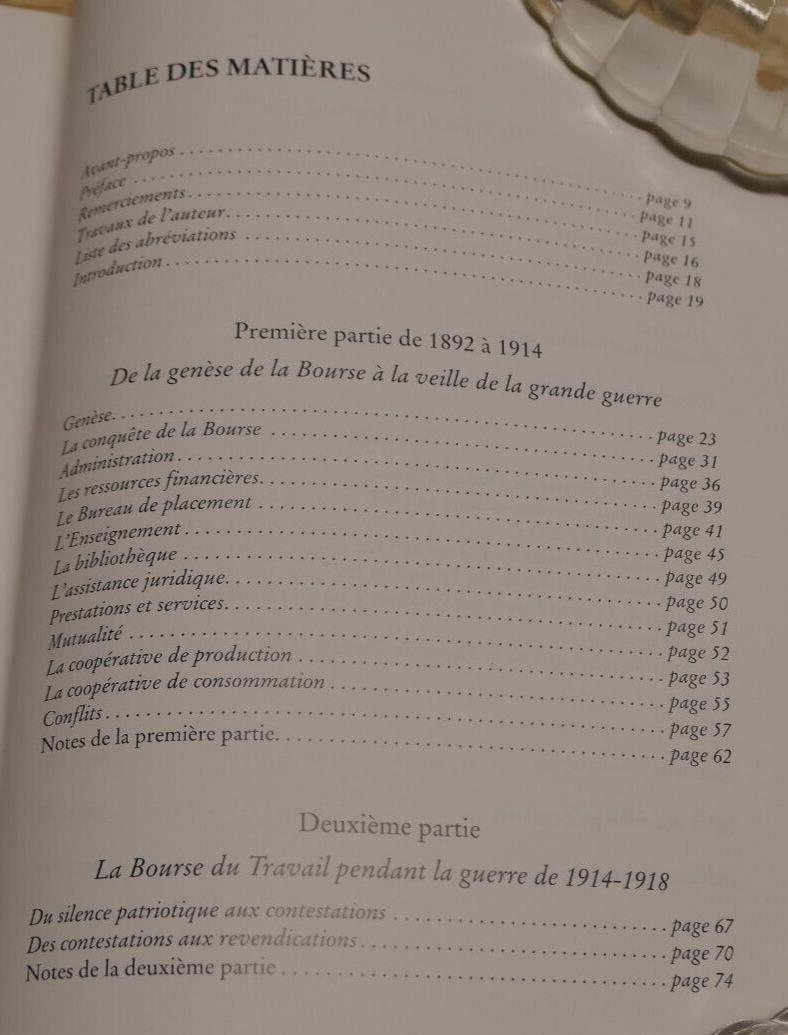 TABLE DES MATIÈRES
Avant-propos . . . . . . . . . . page 9
Préface . . . . . . . . . . page 11
Remerciements . . . . . . . . . . page 15
Travaux de l'auteur . . . . . . . . . . page 16
Liste des abréviations . . . . . . . . . . page 18
Introduction . . . . . . . . . . page 19
Première partie de 1892 à 1914
De la genèse de la Bourse à la veille de la grande guerre
Genèse . . . . . . . . . . page 23
La conquête de la Bourse . . . . . . . . . . page 31
Administration . . . . . . . . . . page 36
Les ressources financières . . . . . . . . . . page 39
Le Bureau de placement . . . . . . . . . . page 41
L'Enseignement . . . . . . . . . . page 45
La bibliothèque . . . . . . . . . . page 49
L'assistance juridique . . . . . . . . . . page 50
Prestations et services . . . . . . . . . . page 51
Mutualité . . . . . . . . . . page 52
La coopérative de production . . . . . . . . . . page 53
La coopérative de consommation . . . . . . . . . . page 55
Conflits . . . . . . . . . . page 57
Notes de la première partie . . . . . . . . . . page 62
Deuxième partie
La Bourse du Travail pendant la guerre de 1914-1918
Du silence patriotique aux contestations . . . . . . . . . . page 67
Des contestations aux revendications . . . . . . . . . . page 70
Notes de la deuxième partie . . . . . . . . . . page 74